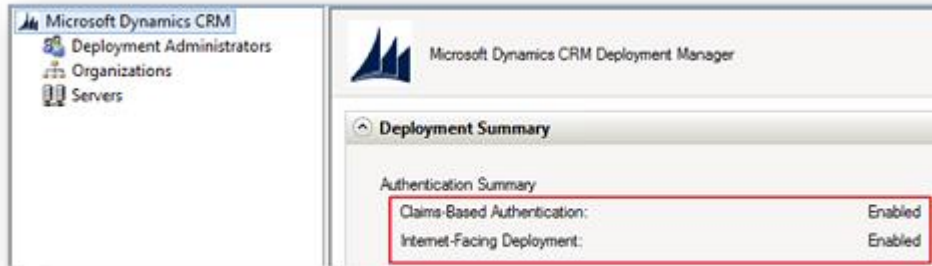 Microsoft Dynamics CRM
Deployment Administrators
Organizations
Servers
Microsoft Dynamics CRM Deployment Manager
Deployment Summary
Authentication Summary
Claims-Based Authentication: Enabled
Internet-Facing Deployment: Enabled